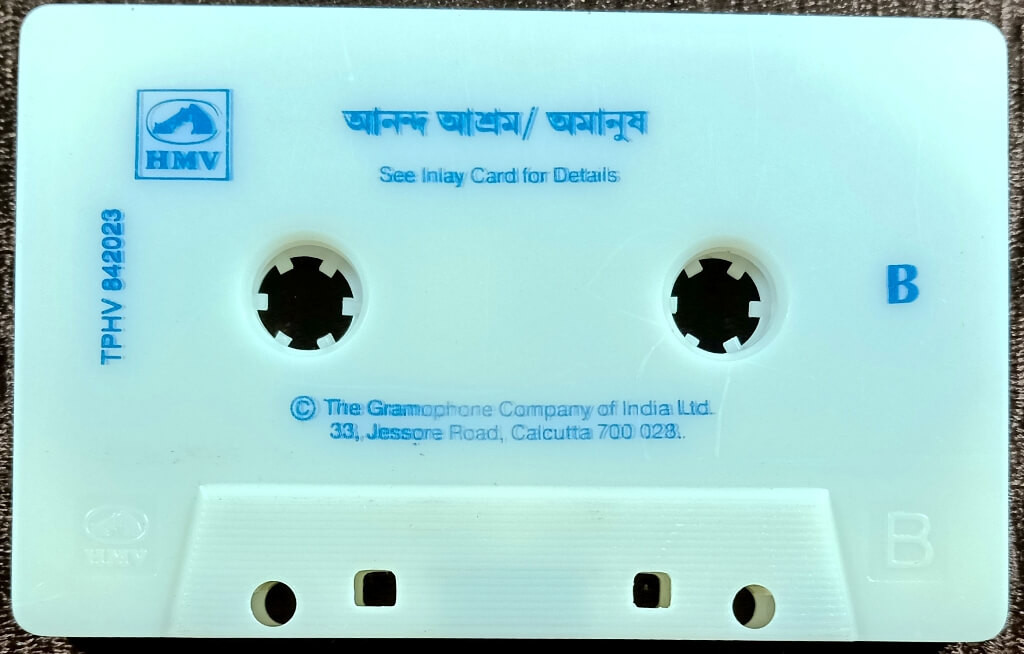 HMV
আনন্দ আশ্রম/ অমানুষ
See Inlay Card for Details
TPHV 842023
B
© The Gramophone Company of India Ltd.
33, Jessore Road, Calcutta 700 028.
HMV
B